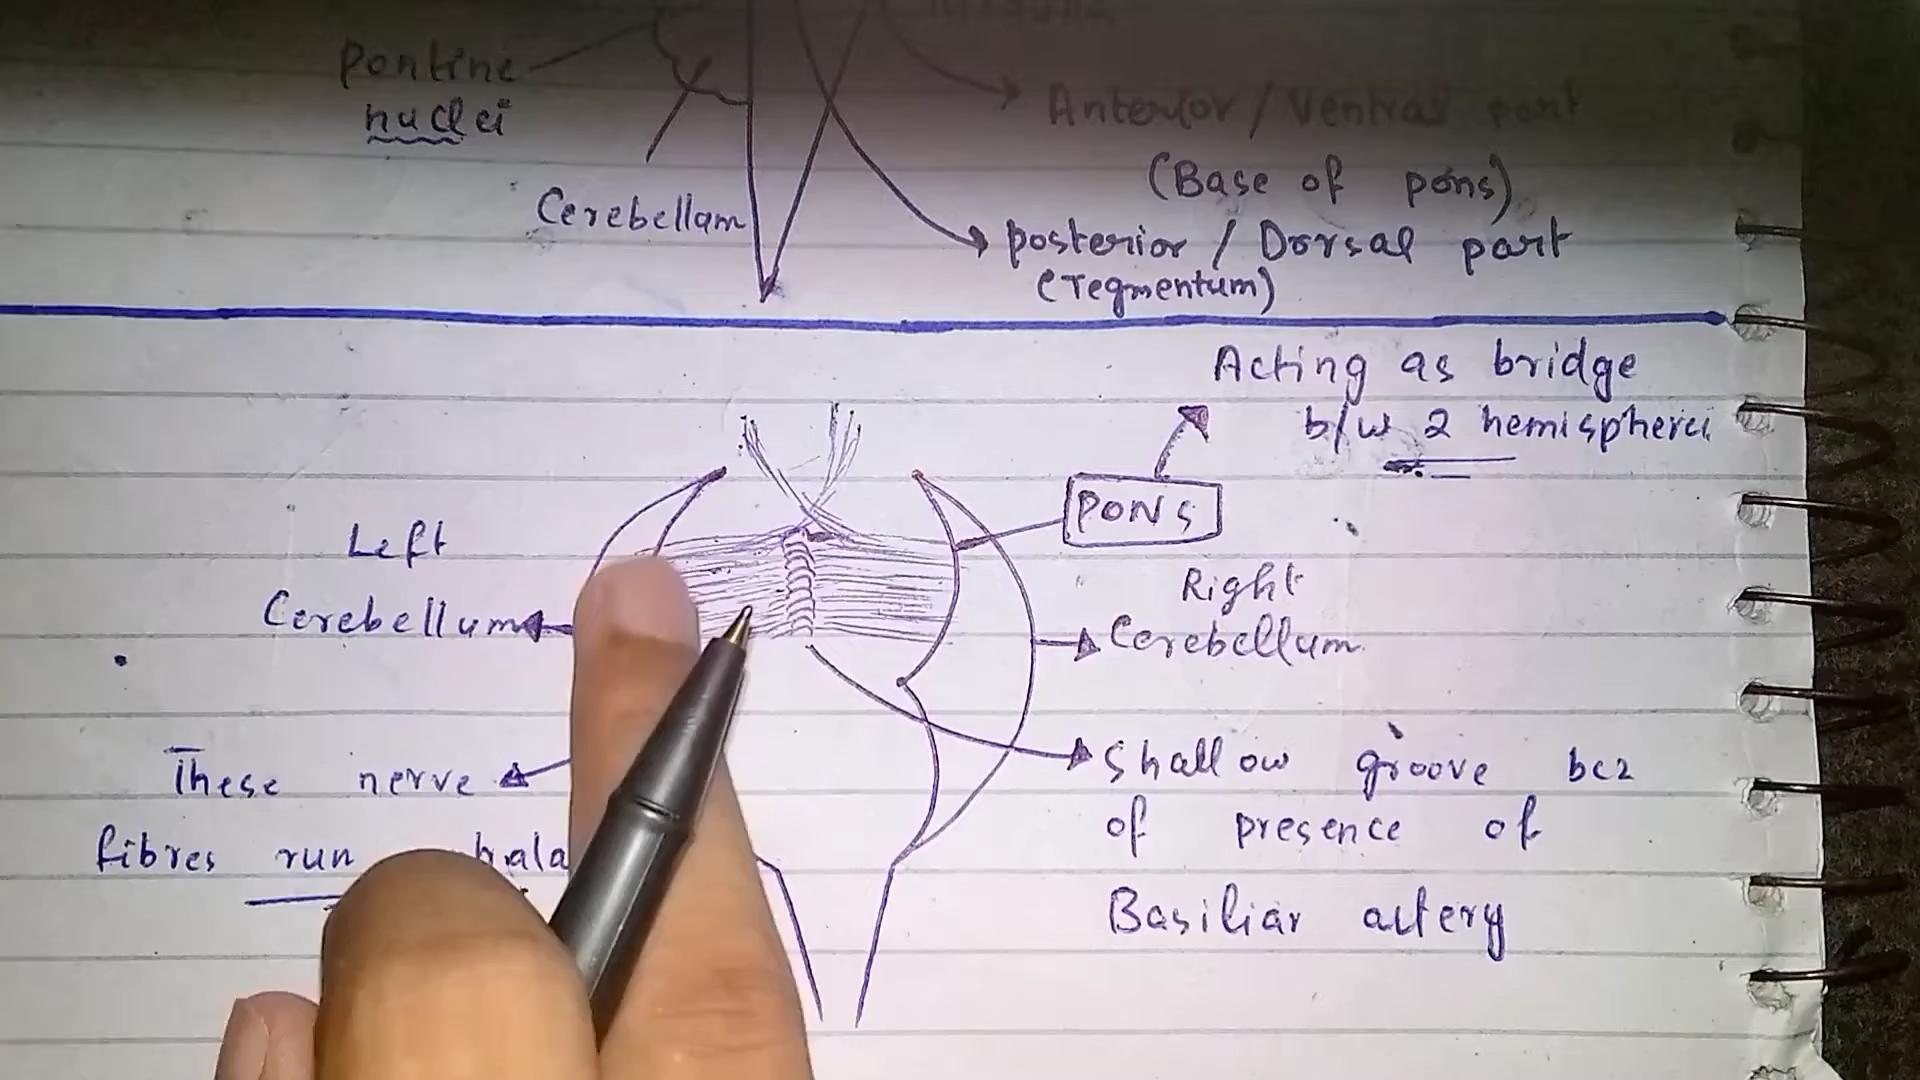 pontine
nuclei
Cerebellam
Anterior / Ventral part
(Base of pons)
posterior / Dorsal part
(Tegmentum)
Acting as bridge
b/w 2 hemispheres
PONS
Left
Cerebellum
Right
Cerebellum
These nerve
fibres run
Shallow groove bcz
of presence of
Basiliar artery